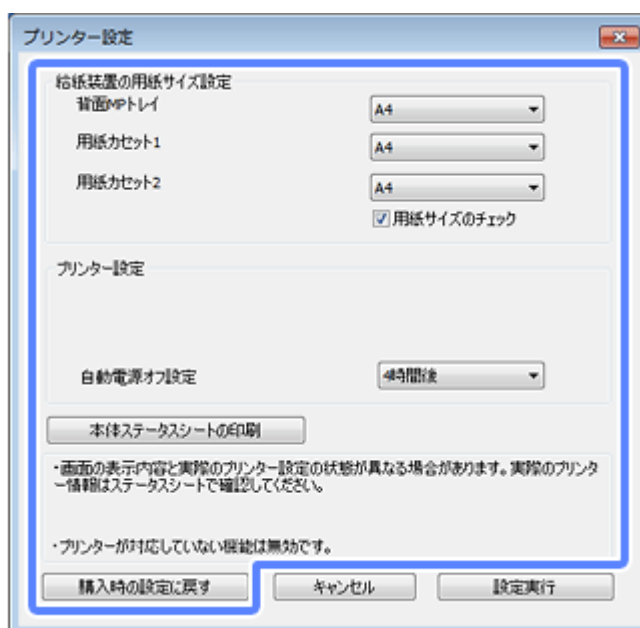 プリンター設定
給紙装置の用紙サイズ設定
背面MPトレイ
A4
用紙カセット1
A4
用紙カセット2
A4
用紙サイズのチェック
プリンター設定
自動電源オフ設定
4時間後
本体ステータスシートの印刷
・画面の表示内容と実際のプリンター設定の状態が異なる場合があります。実際のプリンタ
ー情報はステータスシートで確認してください。
・プリンターが対応していない機能は無効です。
購入時の設定に戻す
キャンセル
設定実行